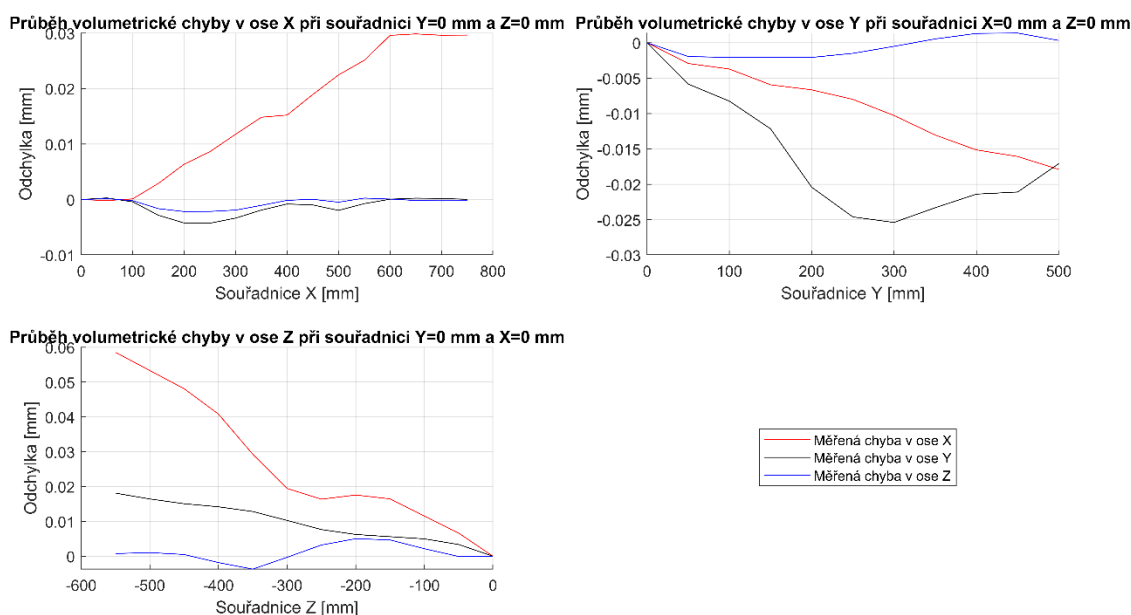 Průběh volumetrické chyby v ose X při souřadnici Y=0 mm a Z=0 mm
0.03
0.02
0.01
0
-0.01
Odchylka [mm]
0 100 200 300 400 500 600 700 800
Souřadnice X [mm]
Průběh volumetrické chyby v ose Y při souřadnici X=0 mm a Z=0 mm
0
-0.005
-0.01
-0.015
-0.02
-0.025
-0.03
Odchylka [mm]
0 100 200 300 400 500
Souřadnice Y [mm]
Průběh volumetrické chyby v ose Z při souřadnici Y=0 mm a X=0 mm
0.06
0.05
0.04
0.03
0.02
0.01
0
Odchylka [mm]
-600 -500 -400 -300 -200 -100 0
Souřadnice Z [mm]
Měřená chyba v ose X
Měřená chyba v ose Y
Měřená chyba v ose Z